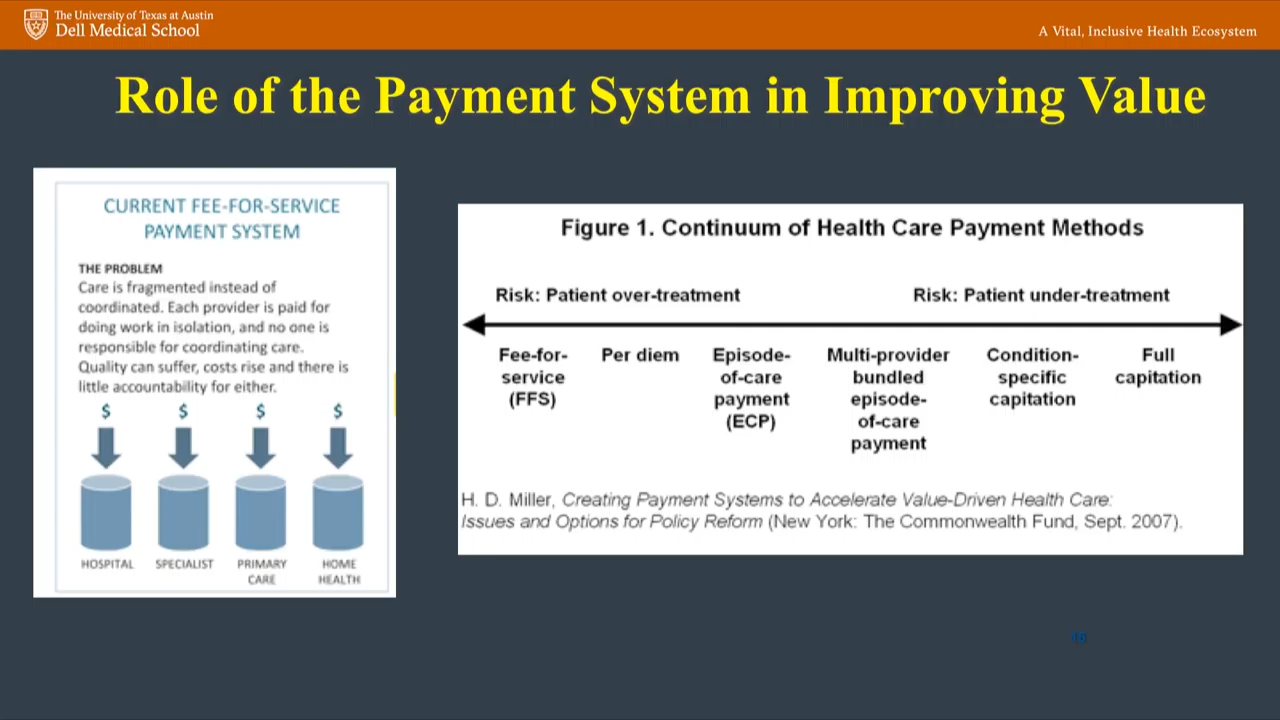 The University of Texas at Austin
Dell Medical School
A Vital, Inclusive Health Ecosystem
Role of the Payment System in Improving Value
CURRENT FEE-FOR-SERVICE
PAYMENT SYSTEM
THE PROBLEM
Care is fragmented instead of
coordinated. Each provider is paid for
doing work in isolation, and no one is
responsible for coordinating care.
Quality can suffer, costs rise and there is
little accountability for either.
$ $ $ $
HOSPITAL
SPECIALIST
PRIMARY
CARE
HOME
HEALTH
Figure 1. Continuum of Health Care Payment Methods
Risk: Patient over-treatment
Risk: Patient under-treatment
Fee-for-
service
(FFS)
Per diem
Episode-
of-care
payment
(ECP)
Multi-provider
bundled
episode-
of-care
payment
Condition-
specific
capitation
Full
capitation
H. D. Miller, Creating Payment Systems to Accelerate Value-Driven Health Care:
Issues and Options for Policy Reform (New York: The Commonwealth Fund, Sept. 2007).